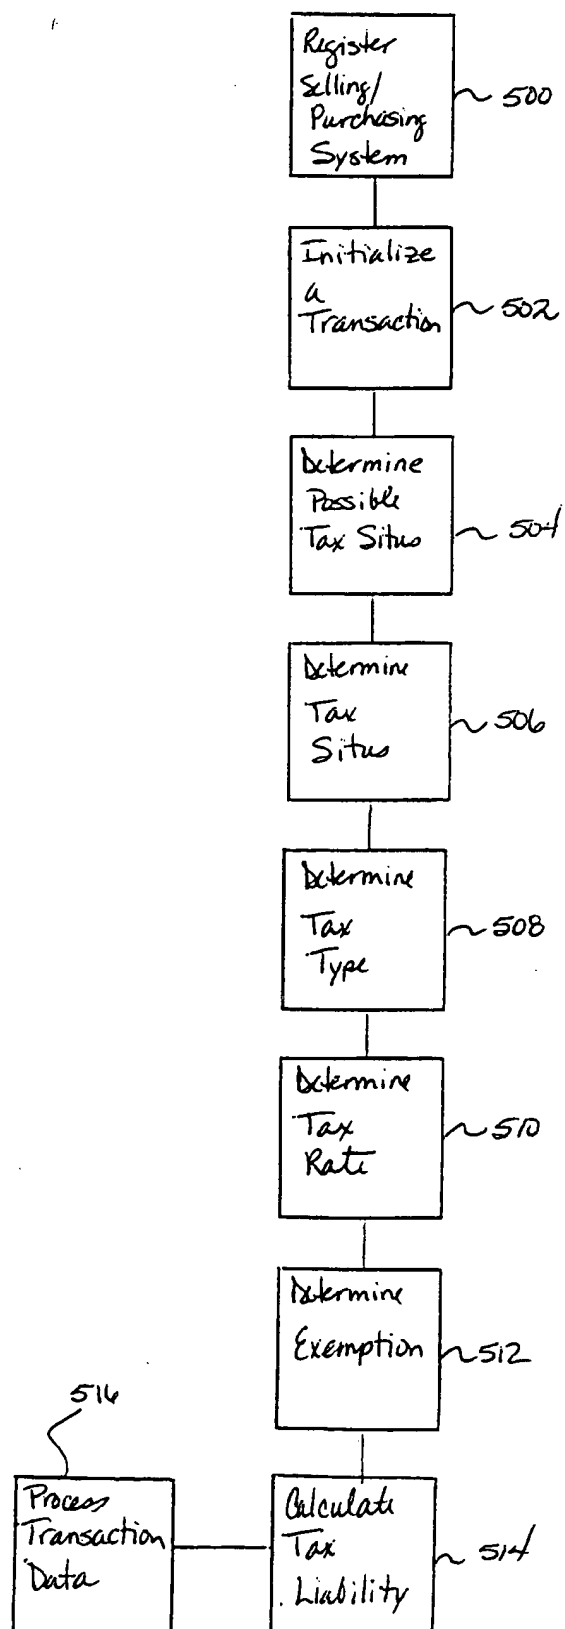 Register
Selling/
Purchasing
System
500
Initialize
a
Transaction
502
Determine
Possible
Tax Situs
504
Determine
Tax
Situs
506
Determine
Tax
Type
508
Determine
Tax
Rate
510
Determine
Exemption
512
516
Process
Transaction
Data
Calculate
Tax
Liability
514